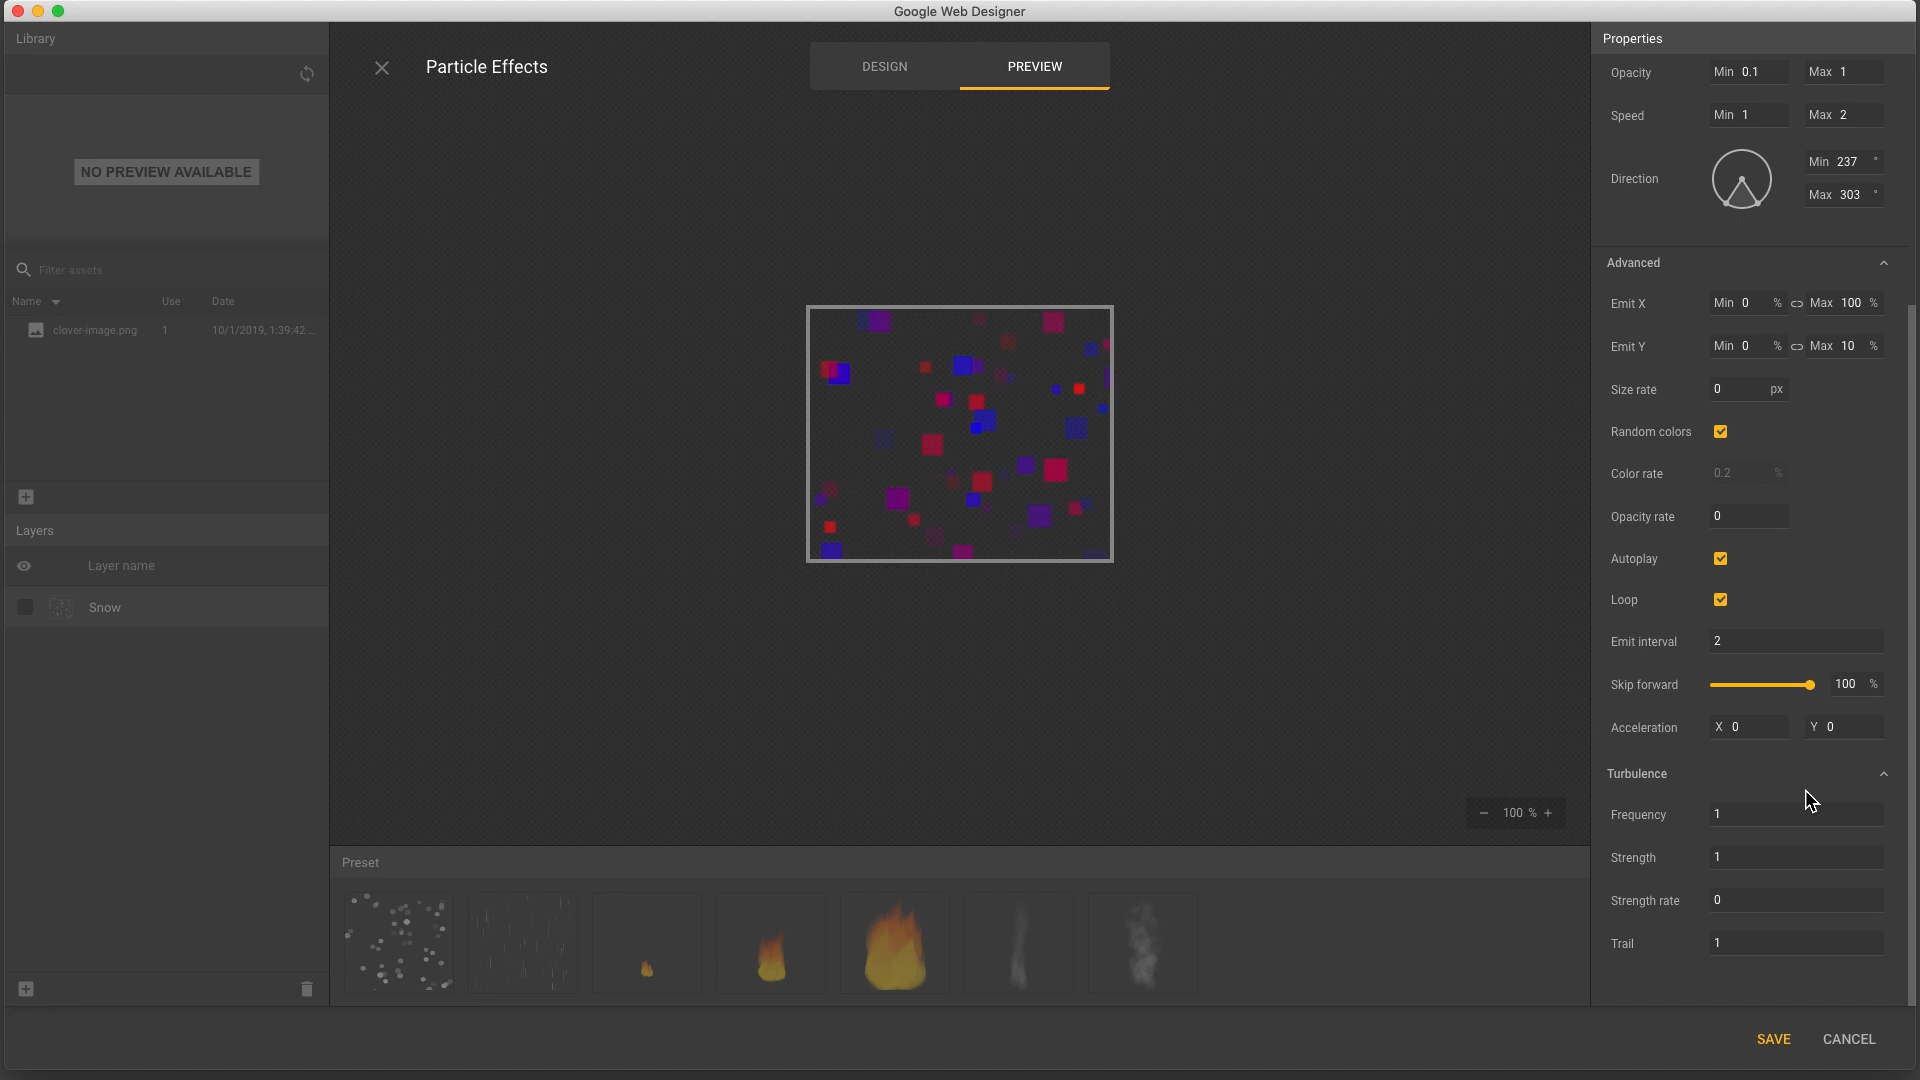 Google Web Designer
Library
NO PREVIEW AVAILABLE
Filter assets
Name Use Date
clover-image.png 1 10/1/2019, 1:39:42 ...
Layers
Layer name
Snow
Particle Effects
DESIGN PREVIEW
100 %
Preset
Properties
Opacity Min 0.1 Max 1
Speed Min 1 Max 2
Direction Min 237 °
Max 303 °
Advanced
Emit X Min 0 % Max 100 %
Emit Y Min 0 % Max 10 %
Size rate 0 px
Random colors
Color rate 0.2 %
Opacity rate 0
Autoplay
Loop
Emit interval 2
Skip forward 100 %
Acceleration X 0 Y 0
Turbulence
Frequency 1
Strength 1
Strength rate 0
Trail 1
SAVE CANCEL